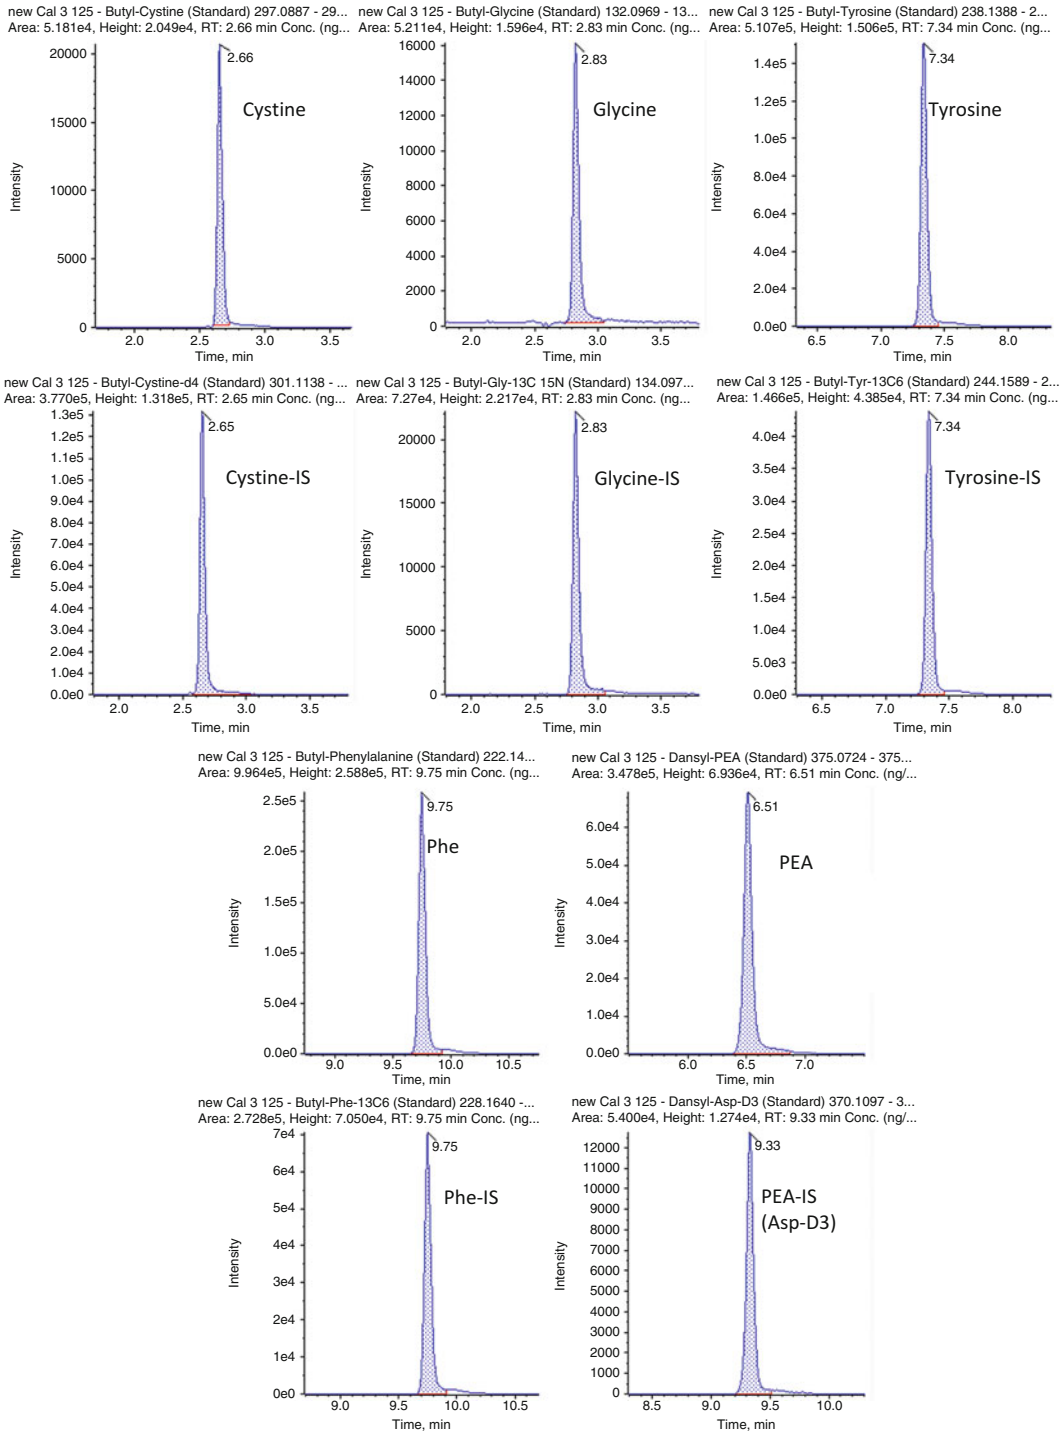 new Cal 3 125 - Butyl-Cystine (Standard) 297.0887 - 29...
Area: 5.181e4, Height: 2.049e4, RT: 2.66 min Conc. (ng...
20000
15000
10000
5000
0
2.66
Cystine
Intensity
2.0
2.5
3.0
3.5
Time, min
new Cal 3 125 - Butyl-Glycine (Standard) 132.0969 - 13...
Area: 5.211e4, Height: 1.596e4, RT: 2.83 min Conc. (ng...
16000
14000
12000
10000
8000
6000
4000
2000
0
2.83
Glycine
Intensity
2.0
2.5
3.0
3.5
Time, min
new Cal 3 125 - Butyl-Tyrosine (Standard) 238.1388 - 2...
Area: 5.107e5, Height: 1.506e5, RT: 7.34 min Conc. (ng...
1.4e5
1.2e5
1.0e5
8.0e4
6.0e4
4.0e4
2.0e4
0.0e0
7.34
Tyrosine
Intensity
6.5
7.0
7.5
8.0
Time, min
new Cal 3 125 - Butyl-Cystine-d4 (Standard) 301.1138 - ...
Area: 3.770e5, Height: 1.318e5, RT: 2.65 min Conc. (ng...
1.3e5
1.2e5
1.1e5
1.0e5
9.0e4
8.0e4
7.0e4
6.0e4
5.0e4
4.0e4
3.0e4
2.0e4
1.0e4
0.0e0
2.65
Cystine-IS
Intensity
2.0
2.5
3.0
3.5
Time, min
new Cal 3 125 - Butyl-Gly-13C 15N (Standard) 134.097...
Area: 7.27e4, Height: 2.217e4, RT: 2.83 min Conc. (ng...
20000
15000
10000
5000
0
2.83
Glycine-IS
Intensity
2.0
2.5
3.0
3.5
Time, min
new Cal 3 125 - Butyl-Tyr-13C6 (Standard) 244.1589 - 2...
Area: 1.466e5, Height: 4.385e4, RT: 7.34 min Conc. (ng...
4.0e4
3.5e4
3.0e4
2.5e4
2.0e4
1.5e4
1.0e4
5.0e3
0.0e0
7.34
Tyrosine-IS
Intensity
6.5
7.0
7.5
8.0
Time, min
new Cal 3 125 - Butyl-Phenylalanine (Standard) 222.14...
Area: 9.964e5, Height: 2.588e5, RT: 9.75 min Conc. (ng...
2.5e5
2.0e5
1.5e5
1.0e5
5.0e4
0.0e0
9.75
Phe
Intensity
9.0
9.5
10.0
10.5
Time, min
new Cal 3 125 - Dansyl-PEA (Standard) 375.0724 - 375...
Area: 3.478e5, Height: 6.936e4, RT: 6.51 min Conc. (ng/...
6.0e4
5.0e4
4.0e4
3.0e4
2.0e4
1.0e4
0.0e0
6.51
PEA
Intensity
6.0
6.5
7.0
Time, min
new Cal 3 125 - Butyl-Phe-13C6 (Standard) 228.1640 -...
Area: 2.728e5, Height: 7.050e4, RT: 9.75 min Conc. (ng...
7e4
6e4
5e4
4e4
3e4
2e4
1e4
0e0
9.75
Phe-IS
Intensity
9.0
9.5
10.0
10.5
Time, min
new Cal 3 125 - Dansyl-Asp-D3 (Standard) 370.1097 - 3...
Area: 5.400e4, Height: 1.274e4, RT: 9.33 min Conc. (ng/...
12000
11000
10000
9000
8000
7000
6000
5000
4000
3000
2000
1000
0
9.33
PEA-IS
(Asp-D3)
Intensity
8.5
9.0
9.5
10.0
Time, min